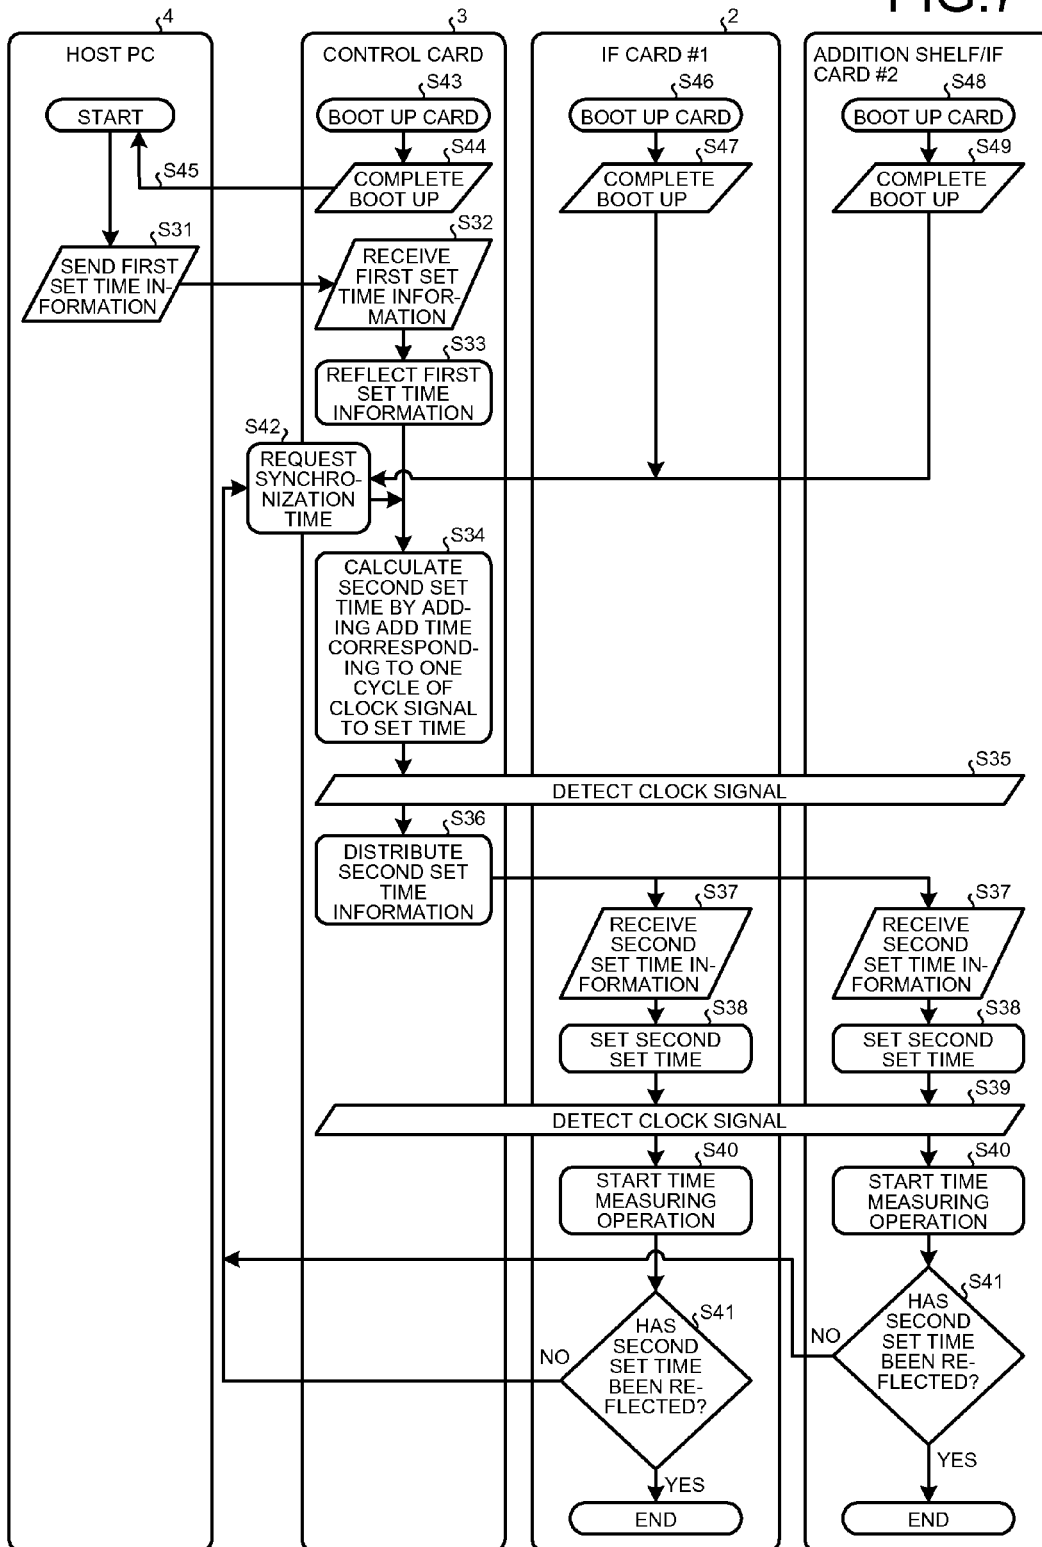 FIG.7
4
HOST PC
START
S45
S31
SEND FIRST
SET TIME IN-
FORMATION
3
CONTROL CARD
S43
BOOT UP CARD
S44
COMPLETE
BOOT UP
S32
RECEIVE
FIRST SET
TIME INFOR-
MATION
S33
REFLECT FIRST
SET TIME
INFORMATION
S42
REQUEST
SYNCHRO-
NIZATION
TIME
S34
CALCULATE
SECOND SET
TIME BY ADD-
ING ADD TIME
CORRESPOND-
ING TO ONE
CYCLE OF
CLOCK SIGNAL
TO SET TIME
2
IF CARD #1
S46
BOOT UP CARD
S47
COMPLETE
BOOT UP
ADDITION SHELF/IF
CARD #2
S48
BOOT UP CARD
S49
COMPLETE
BOOT UP
S35
DETECT CLOCK SIGNAL
S36
DISTRIBUTE
SECOND SET
TIME
INFORMATION
S37
RECEIVE
SECOND
SET TIME IN-
FORMATION
S37
RECEIVE
SECOND
SET TIME IN-
FORMATION
S38
SET SECOND
SET TIME
S38
SET SECOND
SET TIME
S39
DETECT CLOCK SIGNAL
S40
START TIME
MEASURING
OPERATION
S40
START TIME
MEASURING
OPERATION
S41
HAS
SECOND
SET TIME
BEEN RE-
FLECTED?
NO
YES
END
S41
HAS
SECOND
SET TIME
BEEN RE-
FLECTED?
NO
YES
END